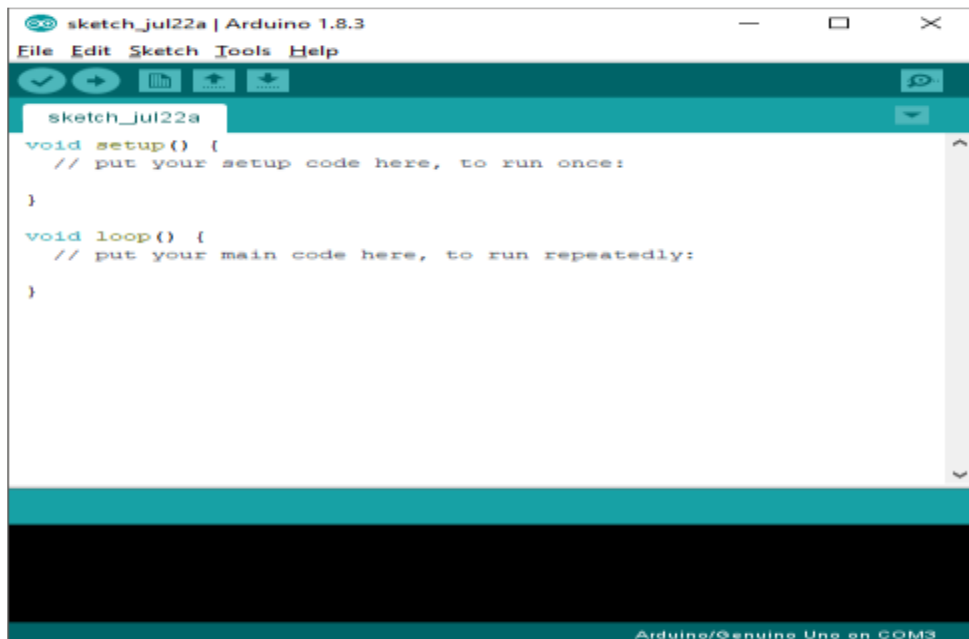 sketch_jul22a | Arduino 1.8.3
File Edit Sketch Tools Help
sketch_jul22a
void setup() {
// put your setup code here, to run once:
}
void loop() {
// put your main code here, to run repeatedly:
}
Arduino/Genuino Uno on COM3